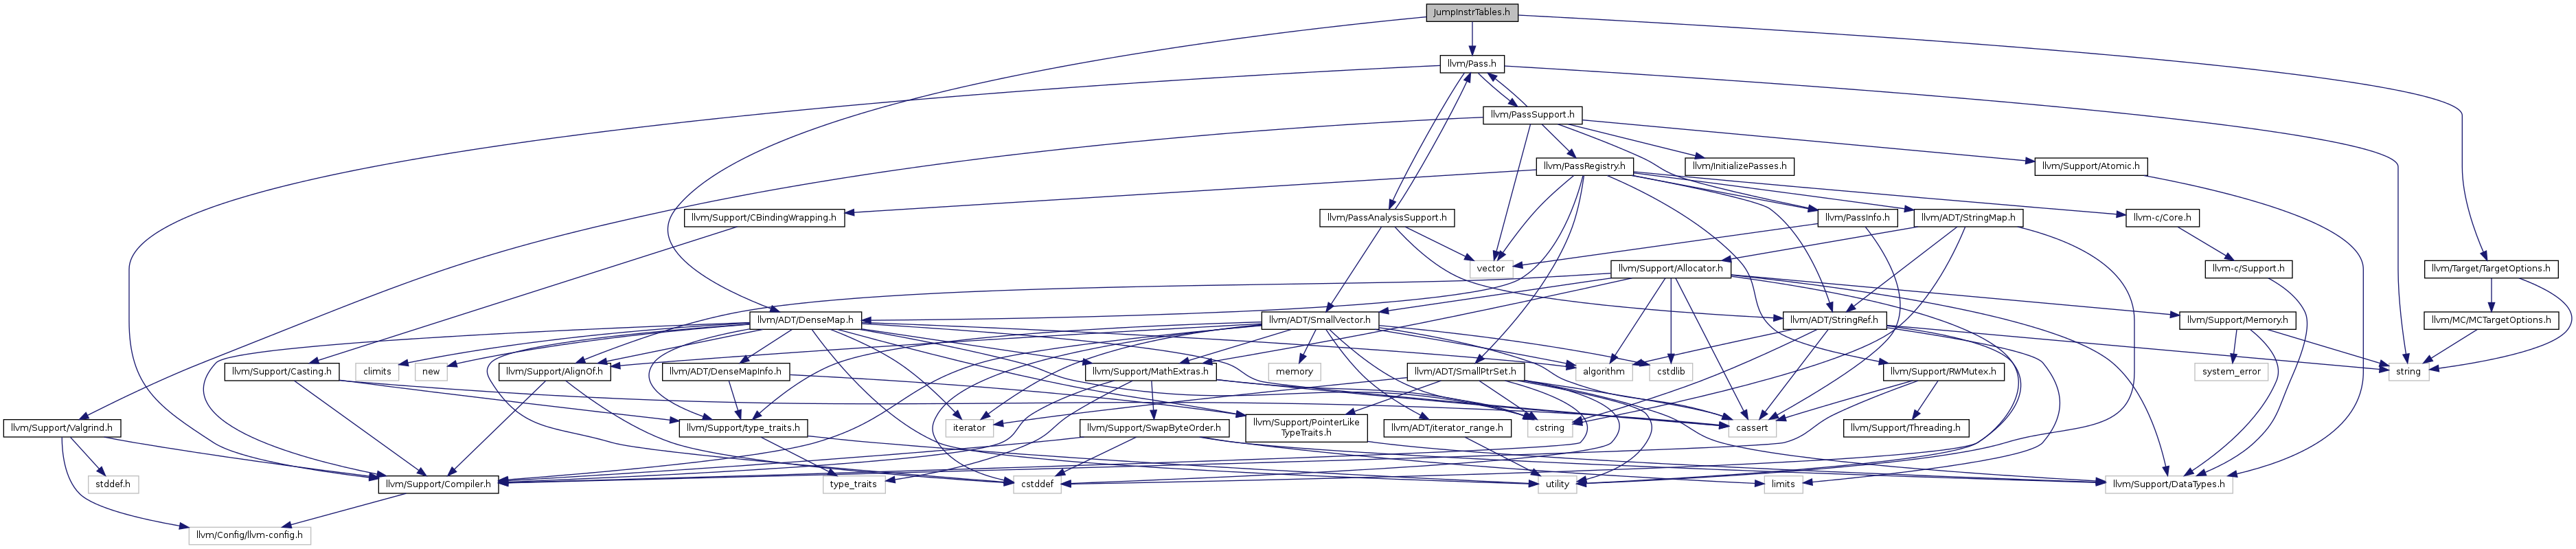 JumpInstrTables.h
llvm/Pass.h
llvm/PassSupport.h
llvm/PassRegistry.h
llvm/InitializePasses.h
llvm/Support/Atomic.h
llvm/Support/CBindingWrapping.h
llvm/PassAnalysisSupport.h
llvm/PassInfo.h
llvm/ADT/StringMap.h
llvm-c/Core.h
vector
llvm/Support/Allocator.h
llvm-c/Support.h
llvm/Target/TargetOptions.h
llvm/ADT/DenseMap.h
llvm/ADT/SmallVector.h
llvm/ADT/StringRef.h
llvm/Support/Memory.h
llvm/MC/MCTargetOptions.h
llvm/Support/Casting.h
climits
new
llvm/Support/AlignOf.h
llvm/ADT/DenseMapInfo.h
llvm/Support/MathExtras.h
memory
llvm/ADT/SmallPtrSet.h
algorithm
cstdlib
llvm/Support/RWMutex.h
system_error
string
llvm/Support/Valgrind.h
llvm/Support/type_traits.h
iterator
llvm/Support/SwapByteOrder.h
llvm/Support/PointerLike
TypeTraits.h
llvm/ADT/iterator_range.h
cstring
cassert
llvm/Support/Threading.h
stddef.h
llvm/Support/Compiler.h
type_traits
cstddef
utility
limits
llvm/Support/DataTypes.h
llvm/Config/llvm-config.h